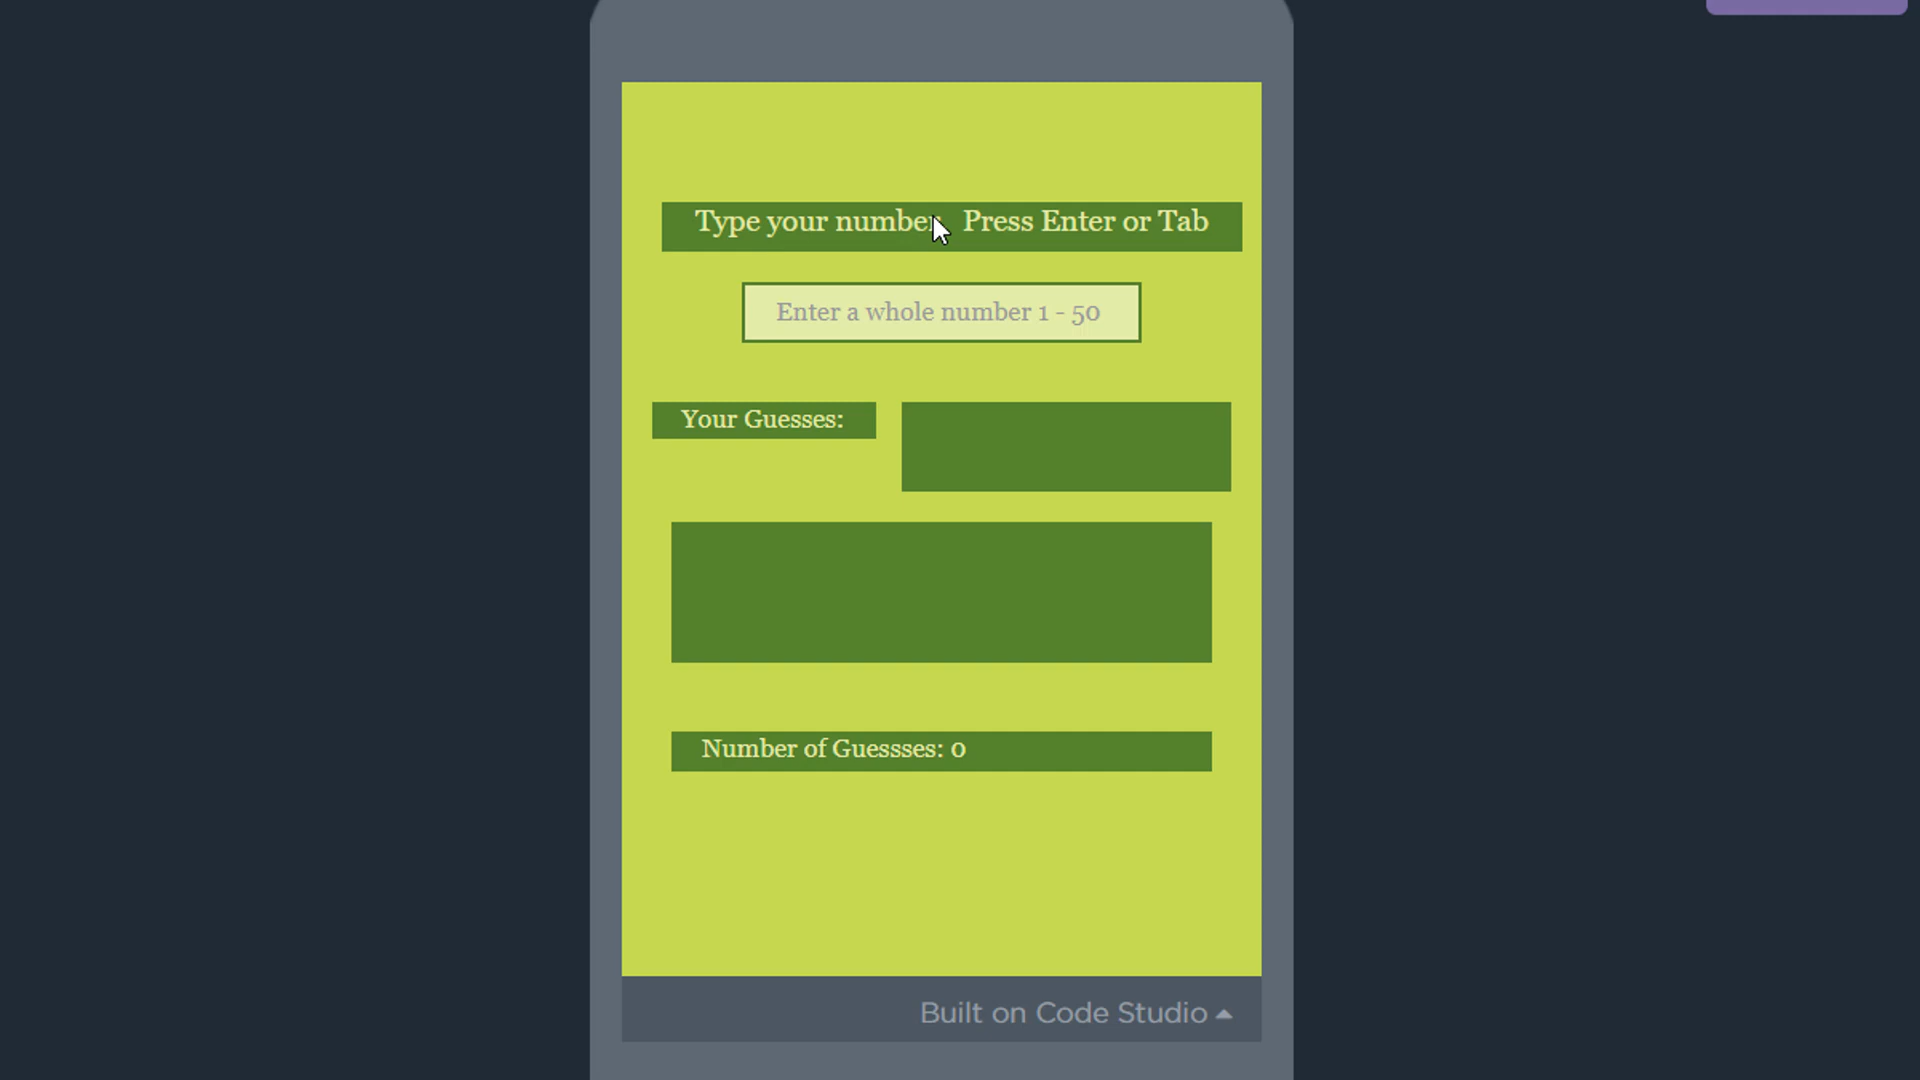 Type your number. Press Enter or Tab
Enter a whole number 1 - 50
Your Guesses:
Number of Guessses: 0
Built on Code Studio